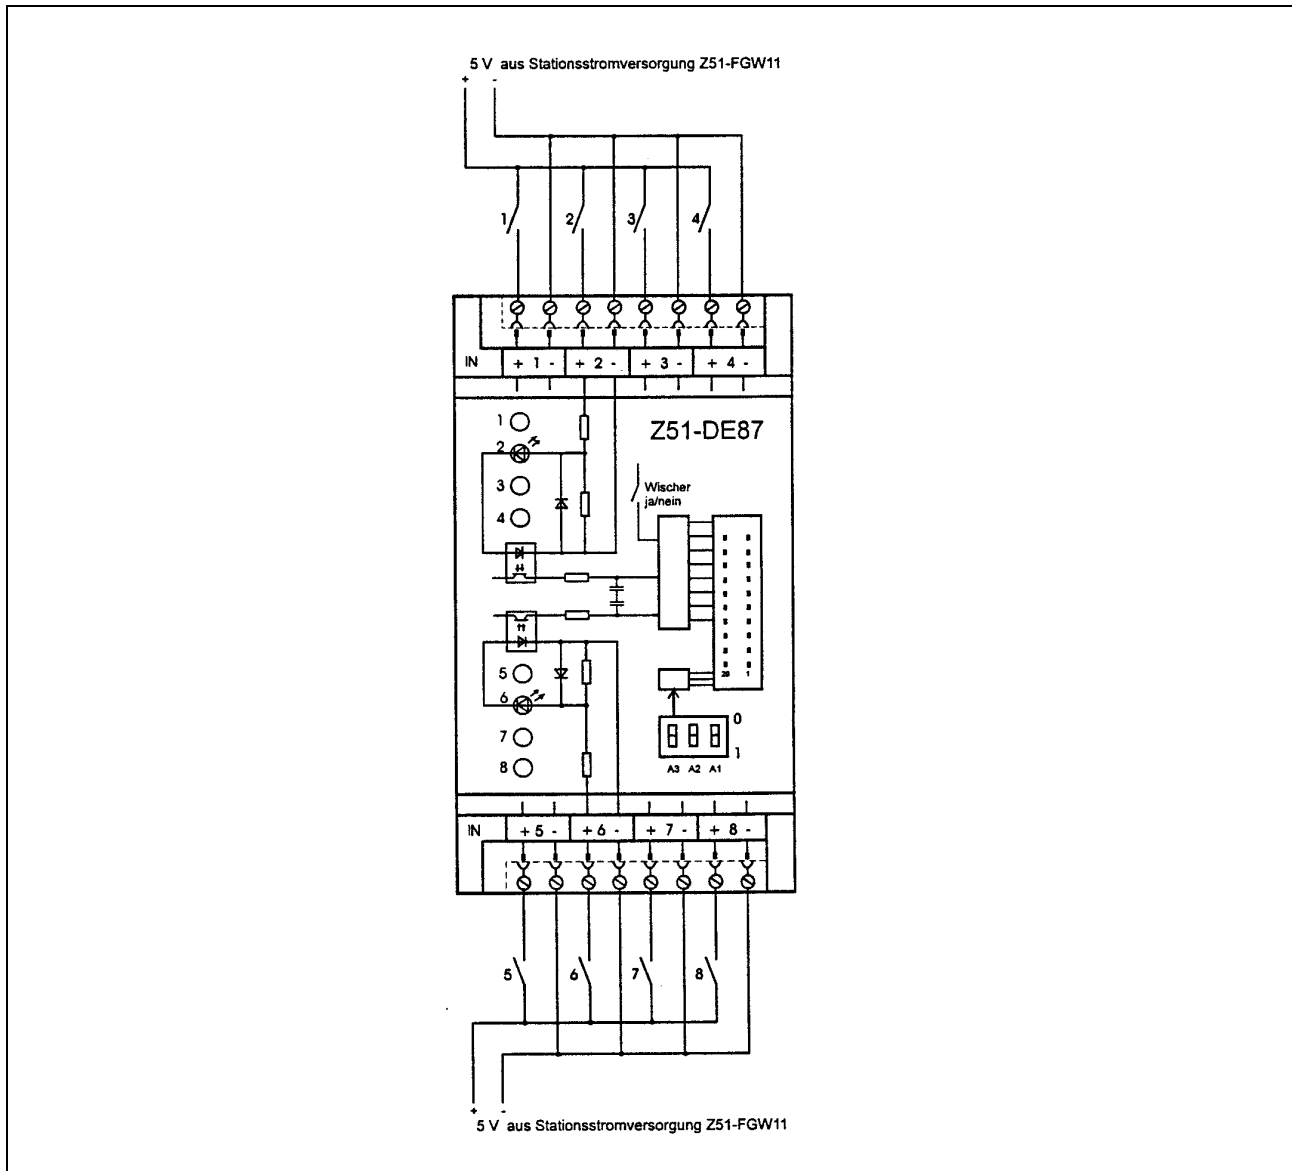 5 V aus Stationsstromversorgung Z51-FGW11
+ -
1 2 3 4
IN + 1 - + 2 - + 3 - + 4 -
Z51-DE87
1
2
3
4
Wischer
ja/nein
5
6
7
8
20 1
0
1
A3 A2 A1
IN + 5 - + 6 - + 7 - + 8 -
5 6 7 8
+ -
5 V aus Stationsstromversorgung Z51-FGW11